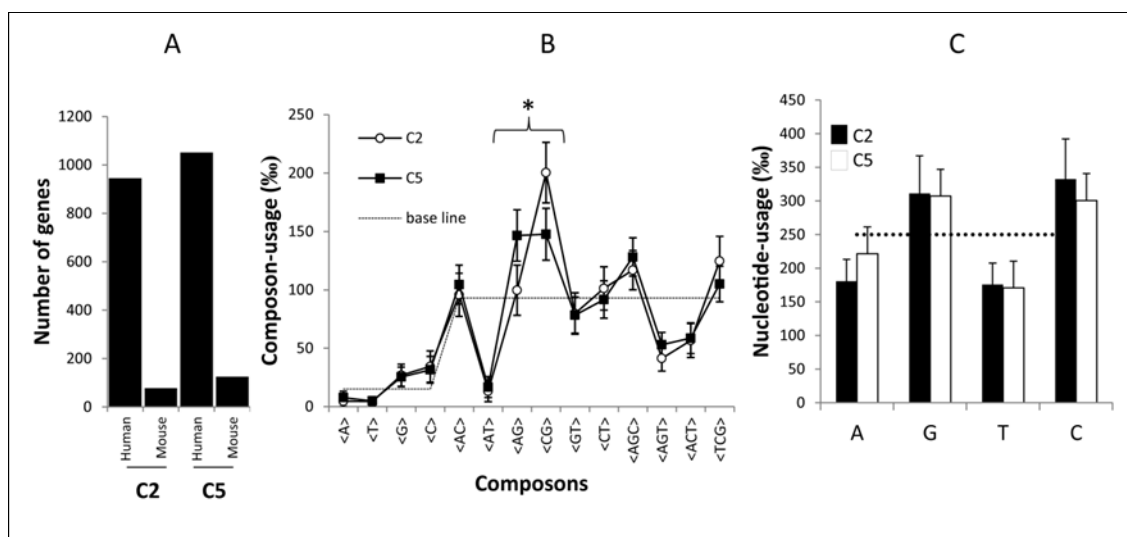 A
Number of genes
1200
1000
800
600
400
200
0
Human
Mouse
Human
Mouse
C2
C5
B
Composon-usage (‰)
250
200
150
100
50
0
C2
C5
base line
*
<A>
<T>
<G>
<C>
<AC>
<AT>
<AG>
<CG>
<GT>
<CT>
<AGC>
<AGT>
<ACT>
<TCG>
Composons
C
Nucleotide-usage (‰)
450
400
350
300
250
200
150
100
50
0
C2
C5
A
G
T
C